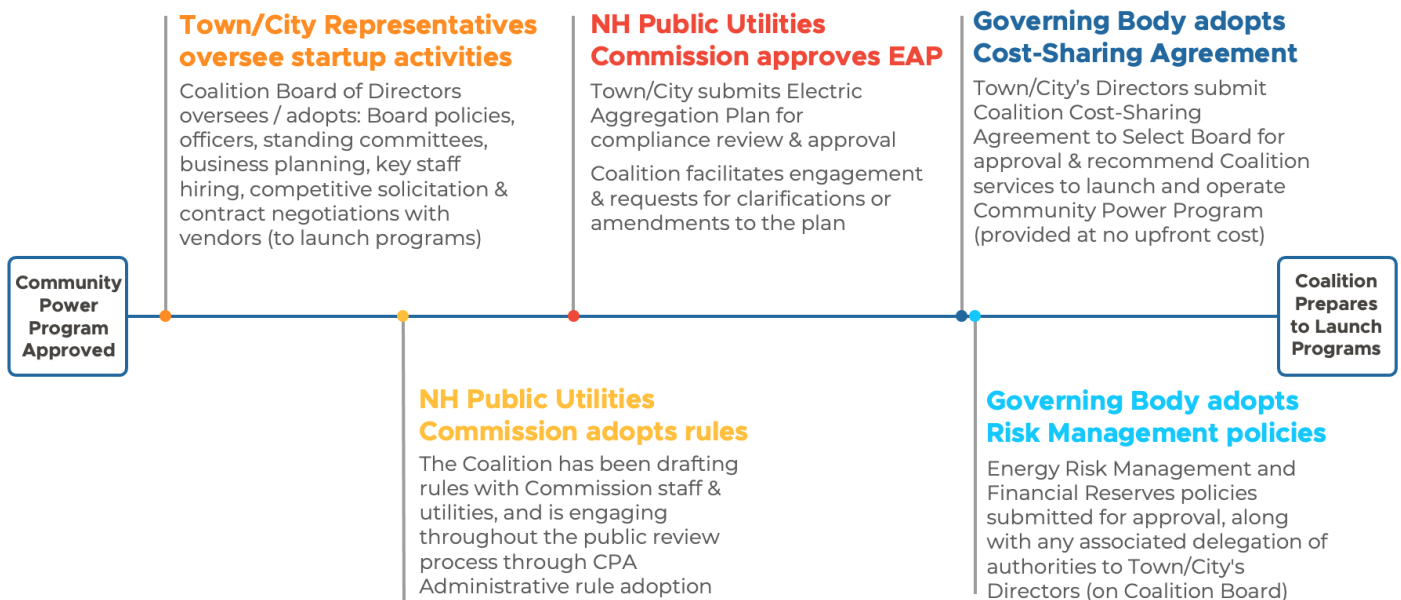 Town/City Representatives
oversee startup activities
Coalition Board of Directors
oversees / adopts: Board policies,
officers, standing committees,
business planning, key staff
hiring, competitive solicitation &
contract negotiations with
vendors (to launch programs)
NH Public Utilities
Commission approves EAP
Town/City submits Electric
Aggregation Plan for
compliance review & approval
Coalition facilitates engagement
& requests for clarifications or
amendments to the plan
Governing Body adopts
Cost-Sharing Agreement
Town/City’s Directors submit
Coalition Cost-Sharing
Agreement to Select Board for
approval & recommend Coalition
services to launch and operate
Community Power Program
(provided at no upfront cost)
Community
Power
Program
Approved
Coalition
Prepares
to Launch
Programs
NH Public Utilities
Commission adopts rules
The Coalition has been drafting
rules with Commission staff &
utilities, and is engaging
throughout the public review
process through CPA
Administrative rule adoption
Governing Body adopts
Risk Management policies
Energy Risk Management and
Financial Reserves policies
submitted for approval, along
with any associated delegation of
authorities to Town/City's
Directors (on Coalition Board)